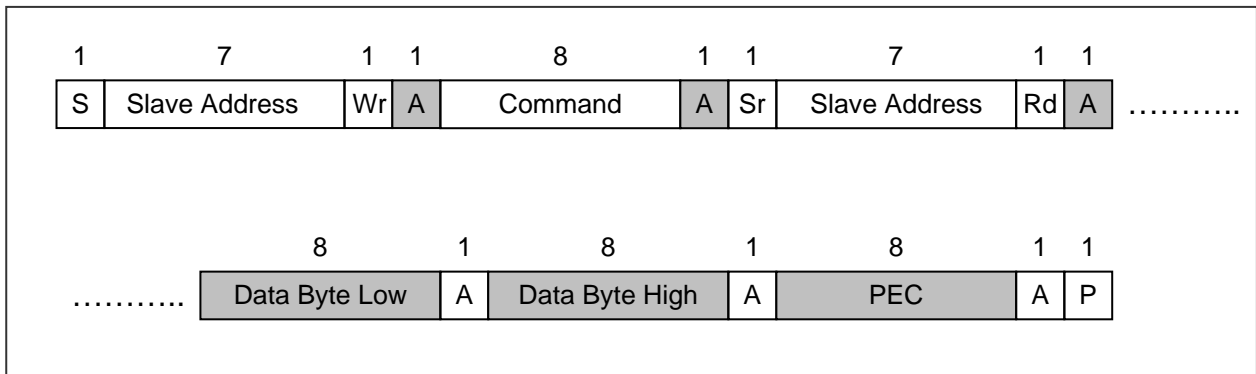 1 7 1 1 8 1 1 7 1 1
S Slave Address Wr A Command A Sr Slave Address Rd A ………..
8 1 8 1 8 1 1
……….. Data Byte Low A Data Byte High A PEC A P